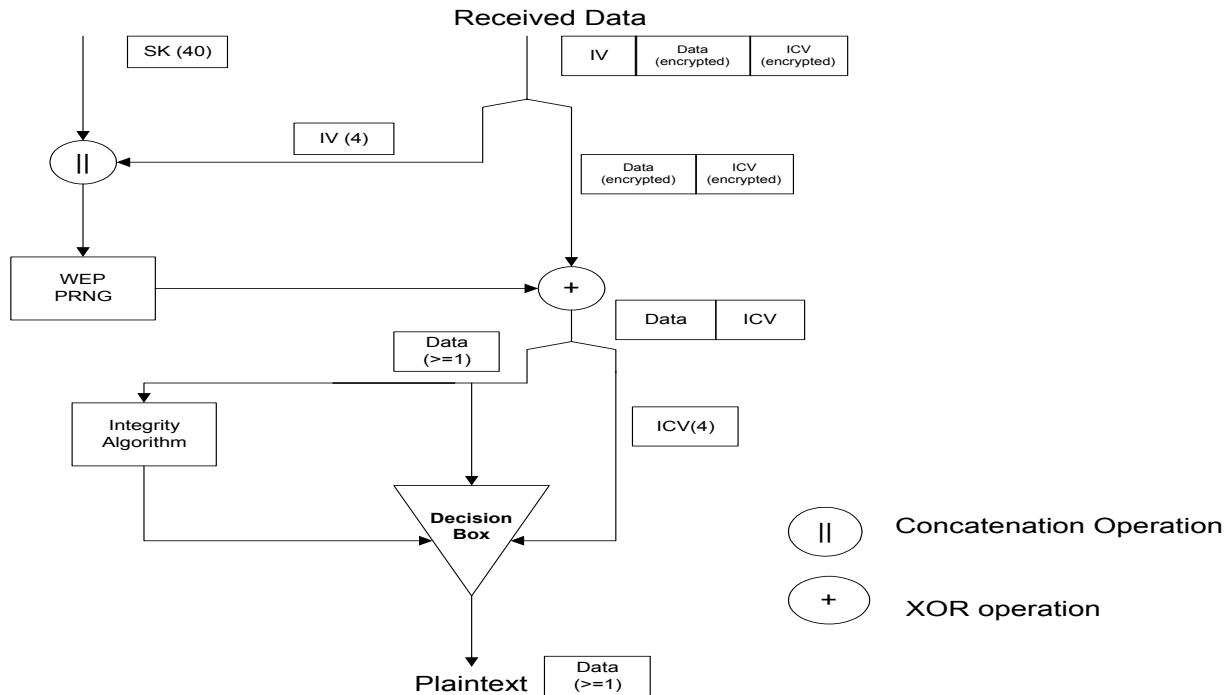 Received Data
SK (40)
IV
Data
(encrypted)
ICV
(encrypted)
IV (4)
||
Data
(encrypted)
ICV
(encrypted)
WEP
PRNG
+
Data
ICV
Data
(>=1)
Integrity
Algorithm
ICV(4)
Decision
Box
||
Concatenation Operation
+
XOR operation
Plaintext
Data
(>=1)